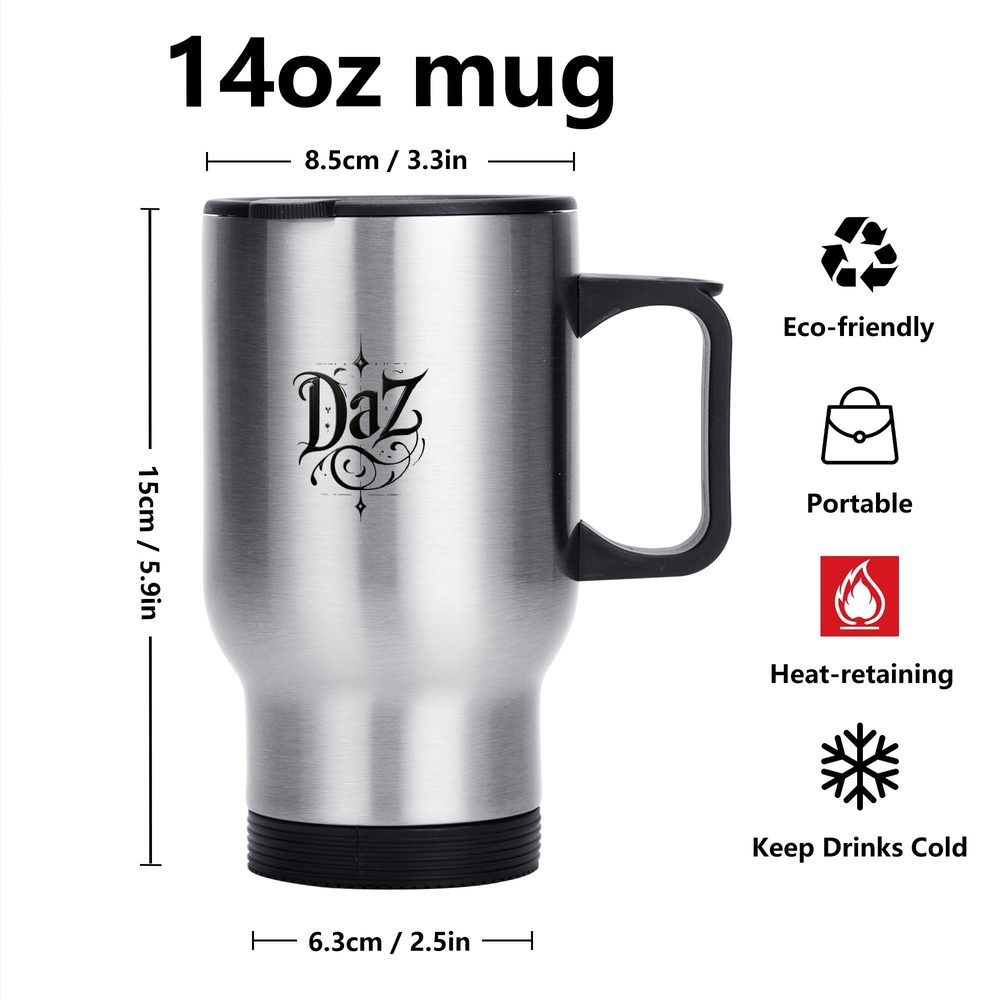 14oz mug
8.5cm / 3.3in
15cm / 5.9in
DaZ
6.3cm / 2.5in
Eco-friendly
Portable
Heat-retaining
Keep Drinks Cold